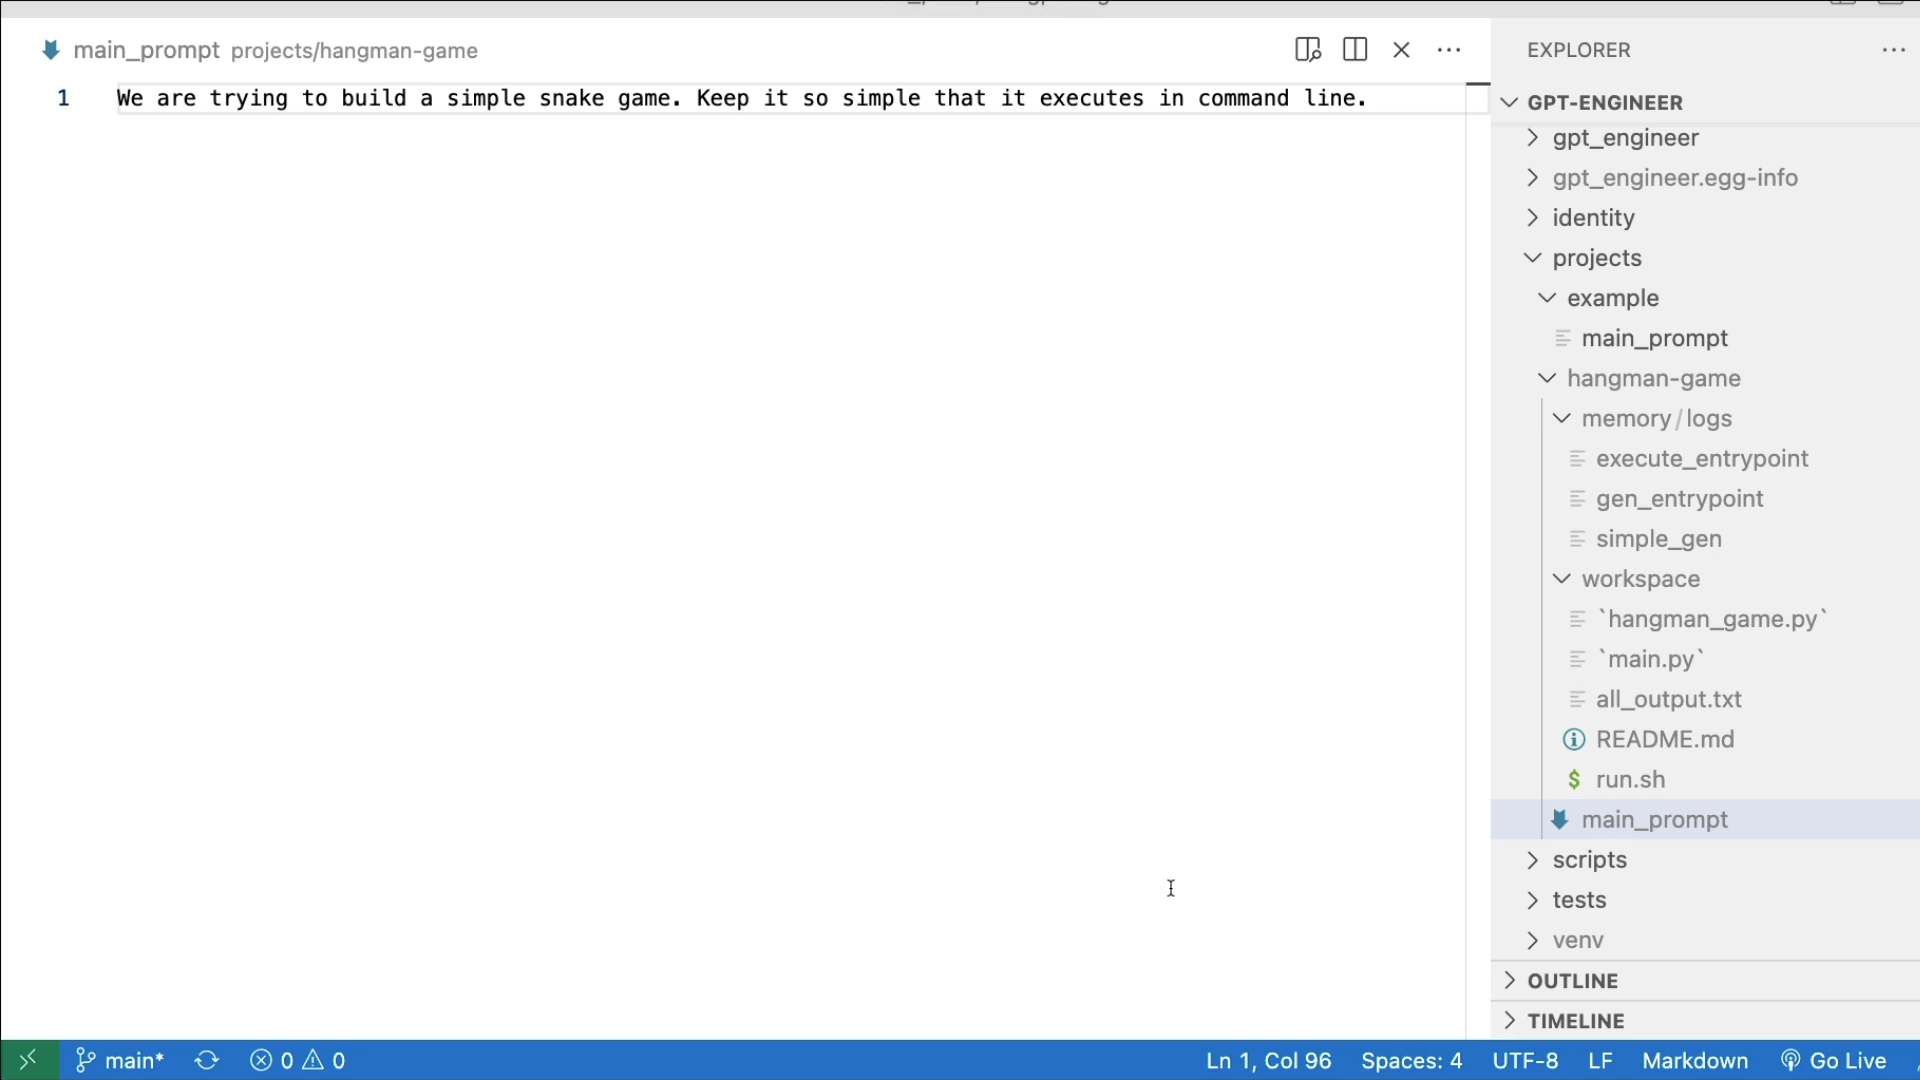 main_prompt projects/hangman-game
1 We are trying to build a simple snake game. Keep it so simple that it executes in command line.
EXPLORER
GPT-ENGINEER
gpt_engineer
gpt_engineer.egg-info
identity
projects
example
main_prompt
hangman-game
memory/logs
execute_entrypoint
gen_entrypoint
simple_gen
workspace
`hangman_game.py`
`main.py`
all_output.txt
README.md
$ run.sh
main_prompt
scripts
tests
venv
OUTLINE
TIMELINE
main* 0 0 Ln 1, Col 96 Spaces: 4 UTF-8 LF Markdown Go Live